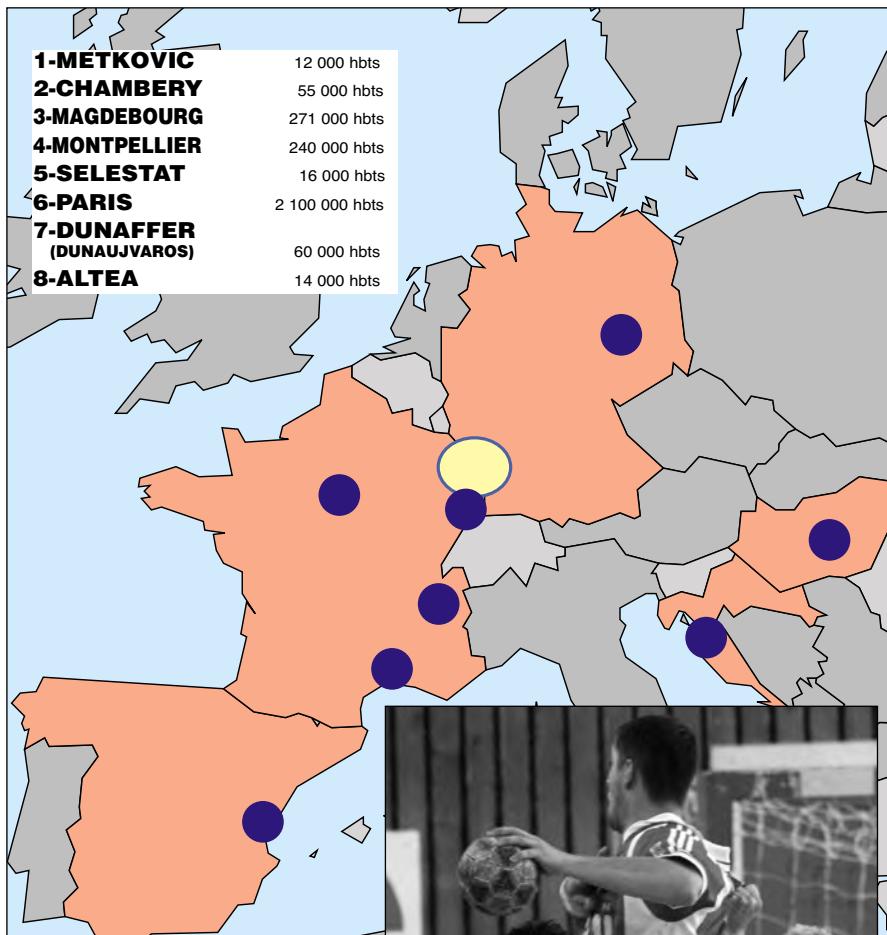 1-METKOVIC 12 000 hbts
2-CHAMBERY 55 000 hbts
3-MAGDEBOURG 271 000 hbts
4-MONTPELLIER 240 000 hbts
5-SELESTAT 16 000 hbts
6-PARIS 2 100 000 hbts
7-DUNAFFER
(DUNAUJVAROS) 60 000 hbts
8-ALTEA 14 000 hbts